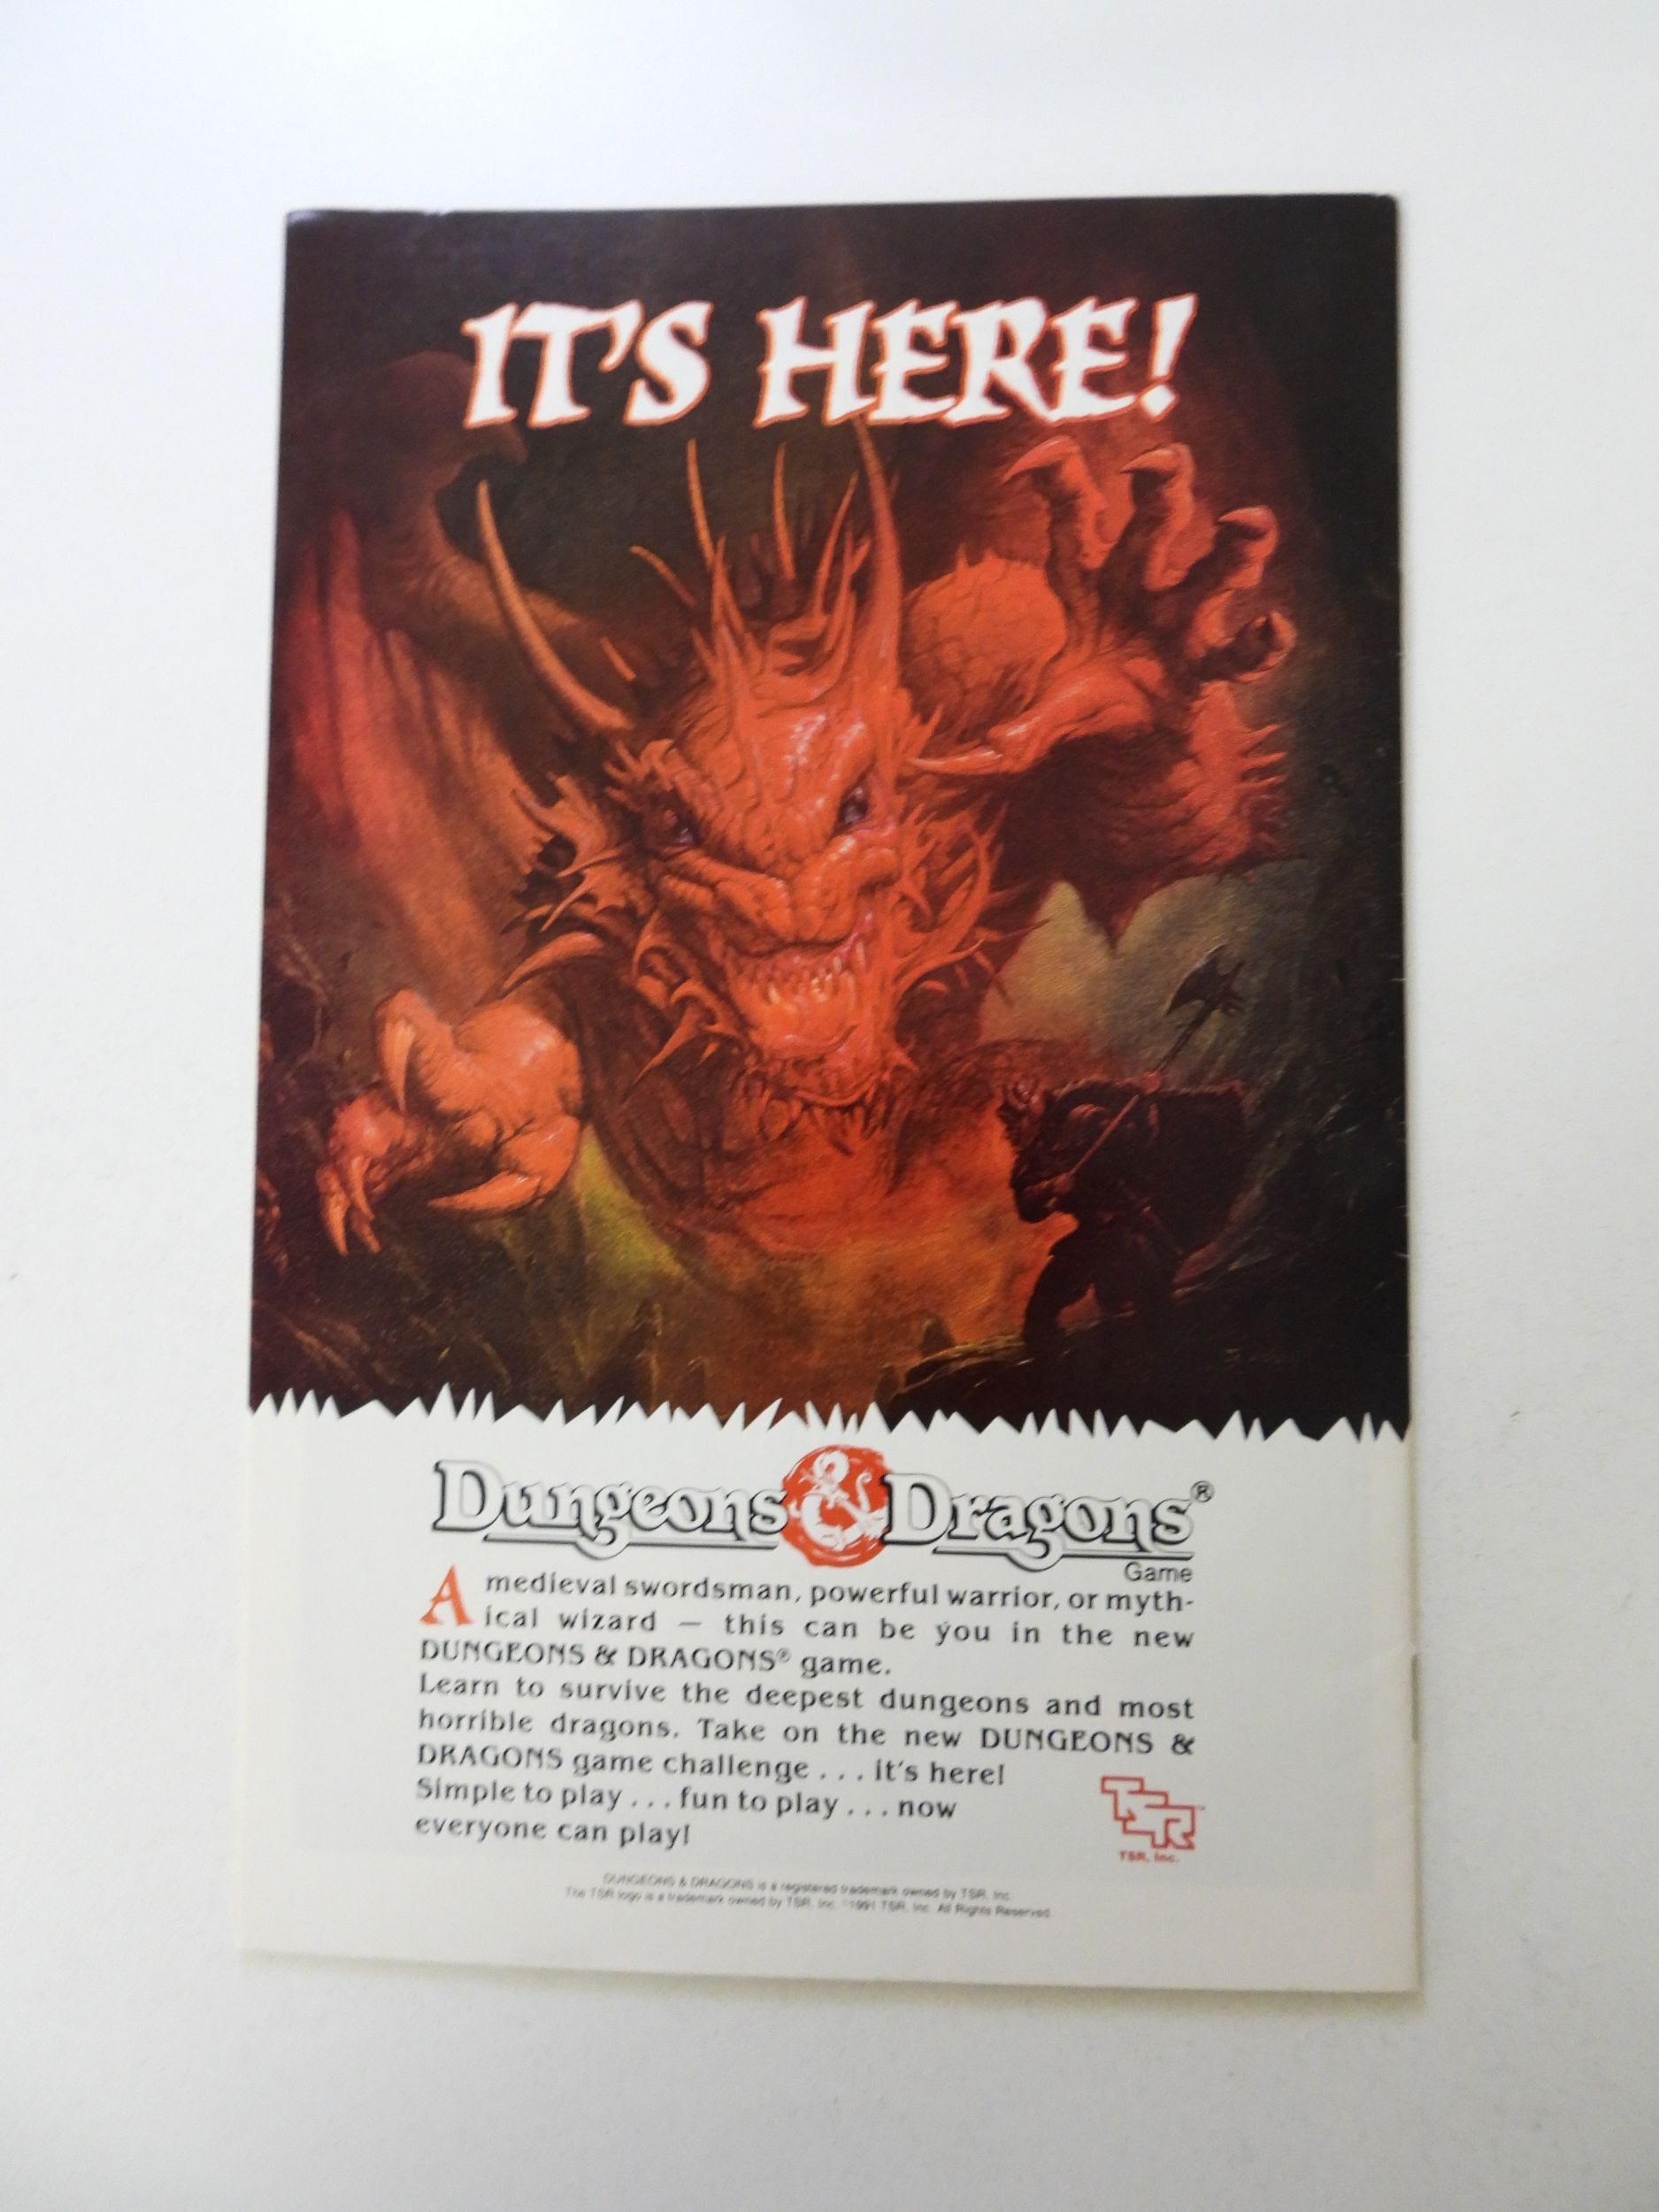 IT'S HERE!
Dungeons & Dragons®
Game
A medieval swordsman, powerful warrior, or myth-
ical wizard — this can be you in the new
DUNGEONS & DRAGONS® game.
Learn to survive the deepest dungeons and most
horrible dragons. Take on the new DUNGEONS &
DRAGONS game challenge . . . it's here!
Simple to play . . . fun to play . . . now
everyone can play!
TSR™
TSR, Inc.
DUNGEONS & DRAGONS is a registered trademark owned by TSR, Inc.
The TSR logo is a trademark owned by TSR, Inc. ©1991 TSR, Inc. All Rights Reserved.